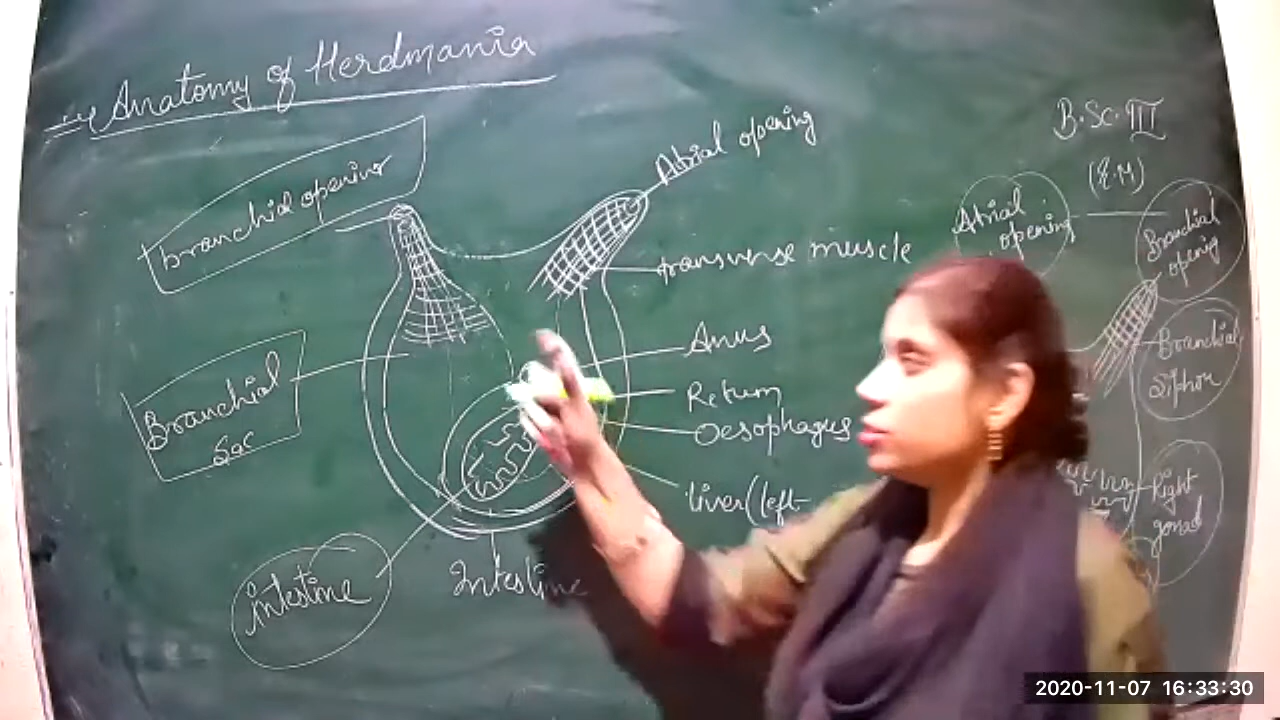 Anatomy of Herdmania
B.Sc. III
(Z.M)
branchial opening
Atrial opening
transverse muscle
Anus
Retum
Oesophagus
liver (left
Branchial
Sac
intestine
Intestine
Atrial
opening
Branchial
opening
Branchial
Siphon
Right
gonad
2020-11-07 16:33:30